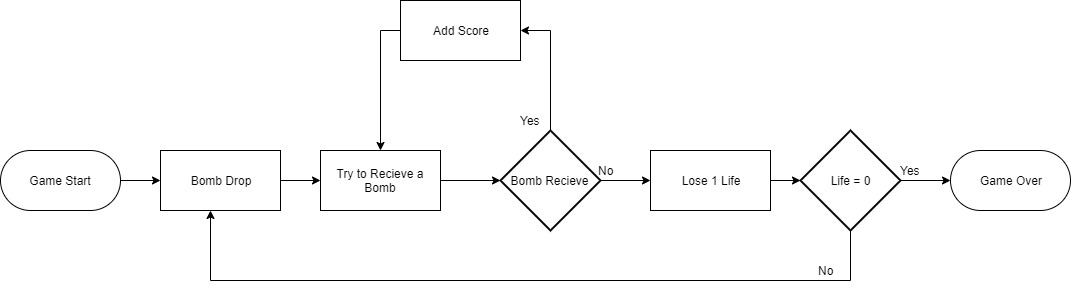 Add Score
Yes
Game Start
Bomb Drop
Try to Recieve a
Bomb
Bomb Recieve
No
Lose 1 Life
Life = 0
Yes
Game Over
No